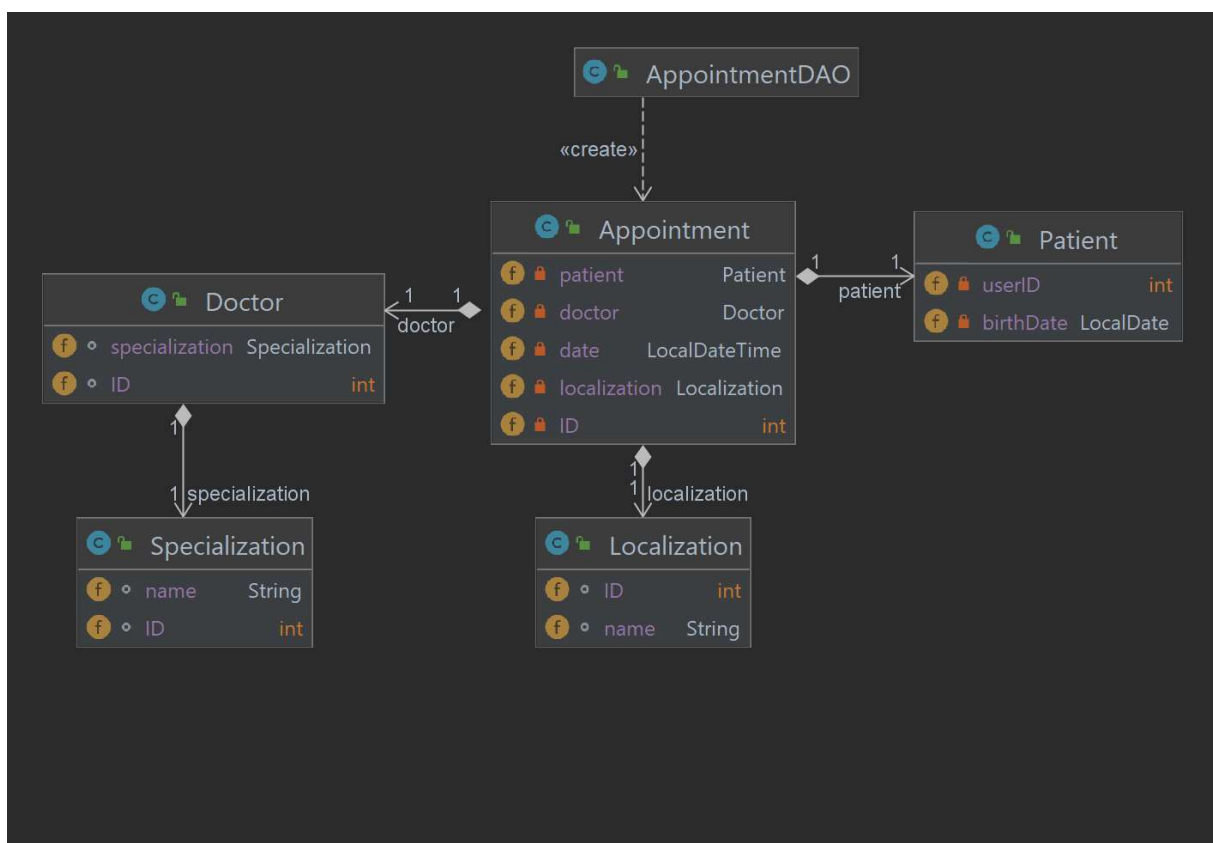 AppointmentDAO
«create»
Appointment
patient Patient
doctor Doctor
date LocalDateTime
localization Localization
ID int
1 1
patient
Patient
userID int
birthDate LocalDate
1 1
doctor
Doctor
specialization Specialization
ID int
1
1 specialization
Specialization
name String
ID int
1
1 localization
Localization
ID int
name String